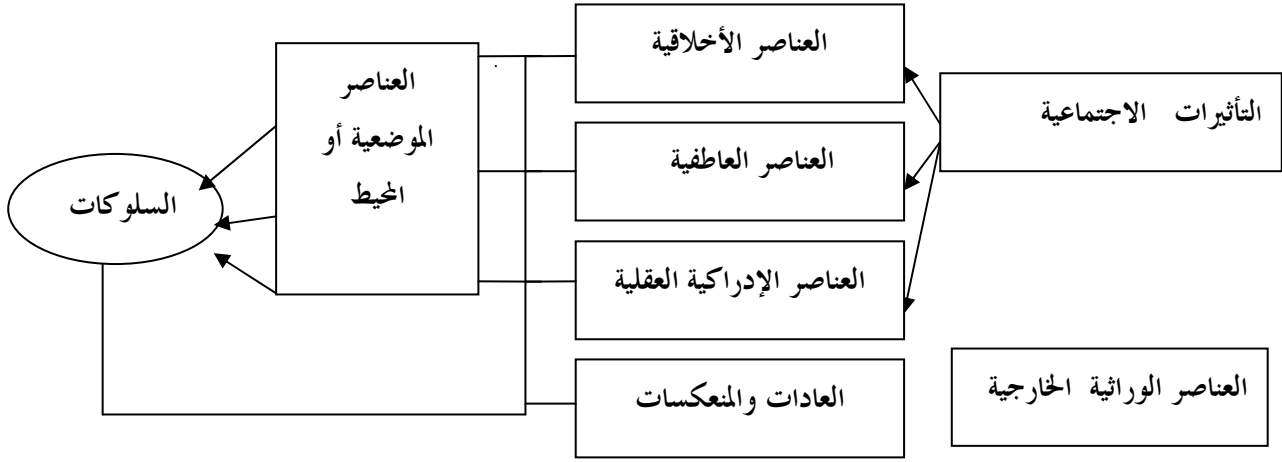 التأثيرات الاجتماعية
العناصر الوراثية الخارجية
العناصر الأخلاقية
العناصر العاطفية
العناصر الإدراكية العقلية
العادات والمنعكسات
العناصر
الموضعية أو
المحيط
السلوكات